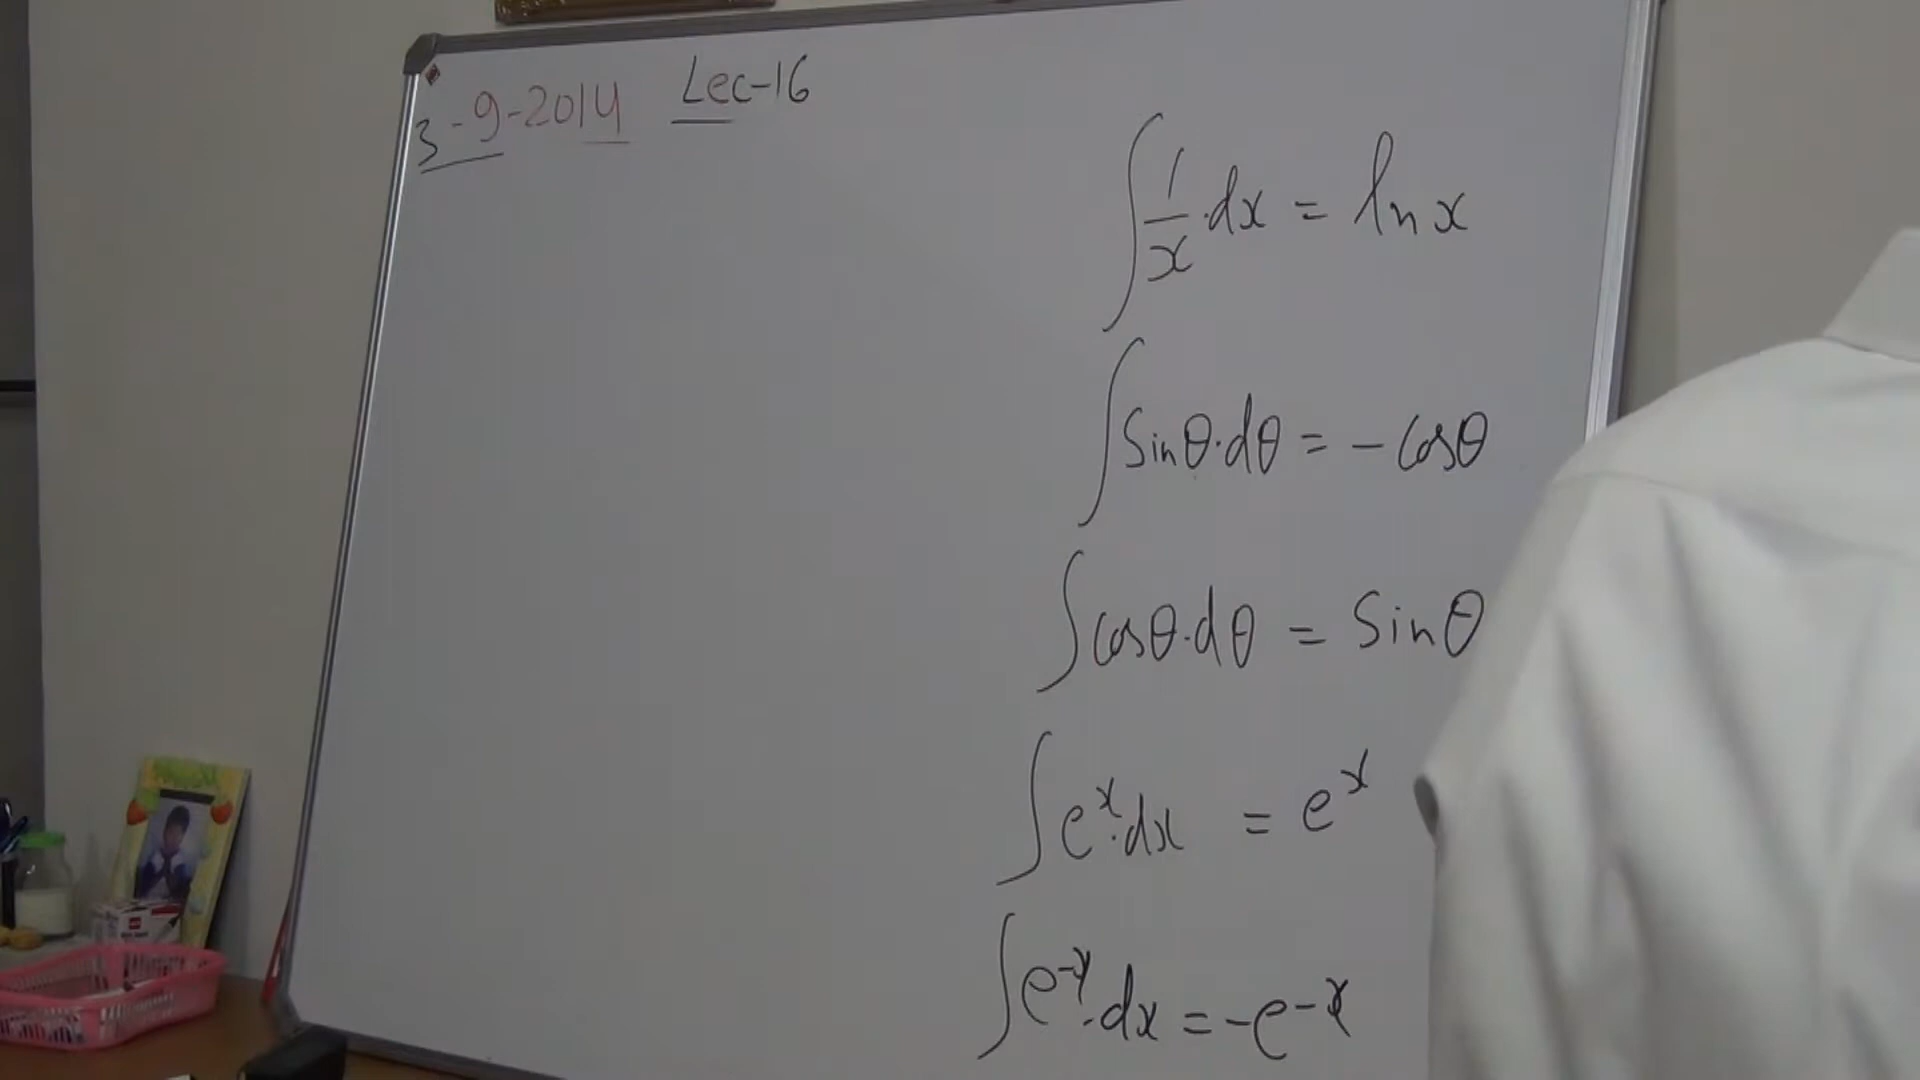 3-9-2014 Lec-16
∫ 1/x · dx = ln x
∫ Sinθ · dθ = - Cosθ
∫ Cosθ · dθ = Sinθ
∫ e^x · dx = e^x
∫ e^-x · dx = -e^-x